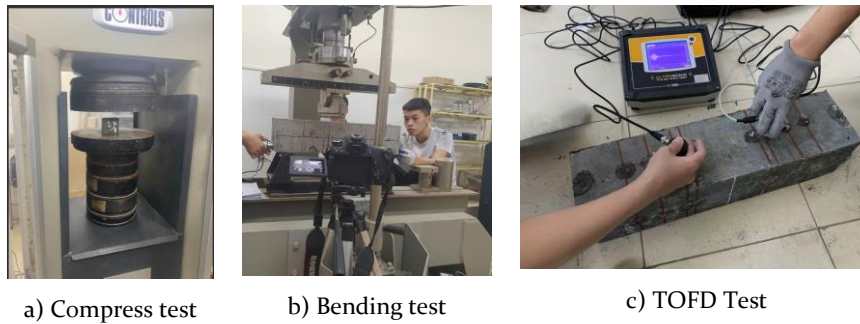 CONTROLS
a) Compress test
b) Bending test
c) TOFD Test